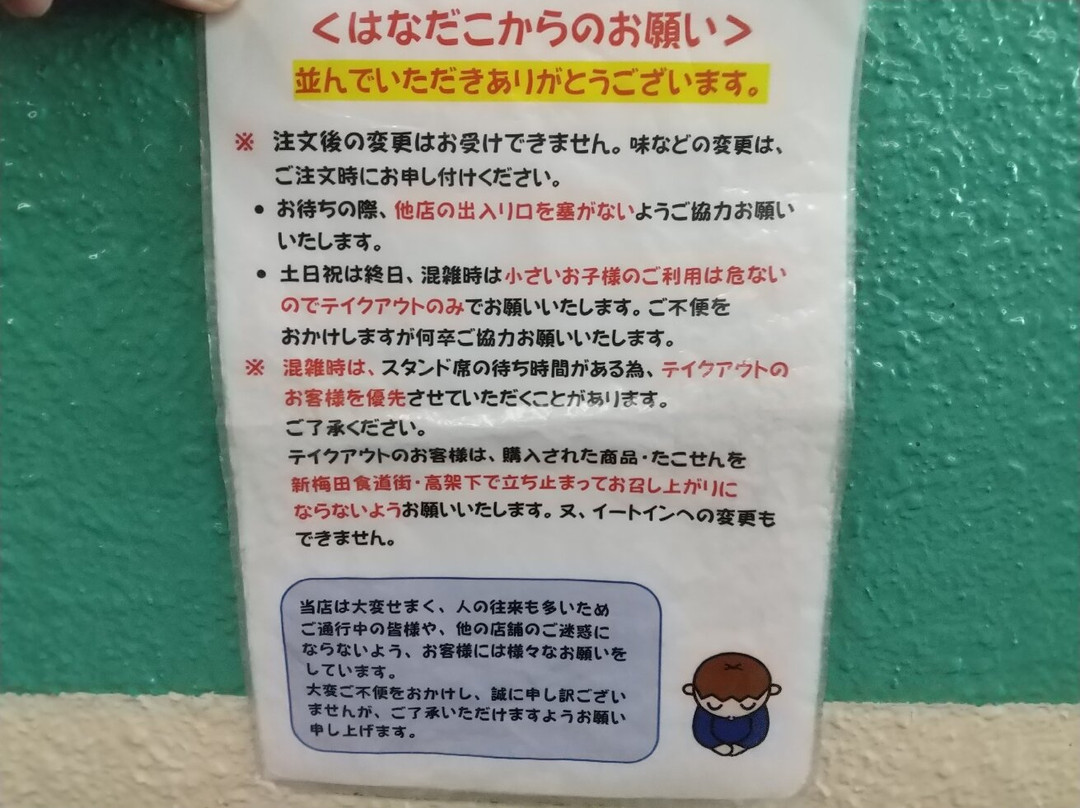 ＜はなだこからのお願い＞
並んでいただきありがとうございます。
※ 注文後の変更はお受けできません。味などの変更は、
ご注文時にお申し付けください。
• お待ちの際、他店の出入り口を塞がないようご協力お願い
いたします。
• 土日祝は終日、混雑時は小さいお子様のご利用は危ない
のでテイクアウトのみでお願いいたします。ご不便を
おかけしますが何卒ご協力お願いいたします。
※ 混雑時は、スタンド席の待ち時間がある為、テイクアウトの
お客様を優先させていただくことがあります。
ご了承ください。
テイクアウトのお客様は、購入された商品・たこせんを
新梅田食道街・高架下で立ち止まってお召し上がりに
ならないようお願いいたします。又、イートインへの変更も
できません。
当店は大変せまく、人の往来も多いため
ご通行中の皆様や、他の店舗のご迷惑に
ならないよう、お客様には様々なお願いを
しています。
大変ご不便をおかけし、誠に申し訳ござい
ませんが、ご了承いただけますようお願い
申し上げます。